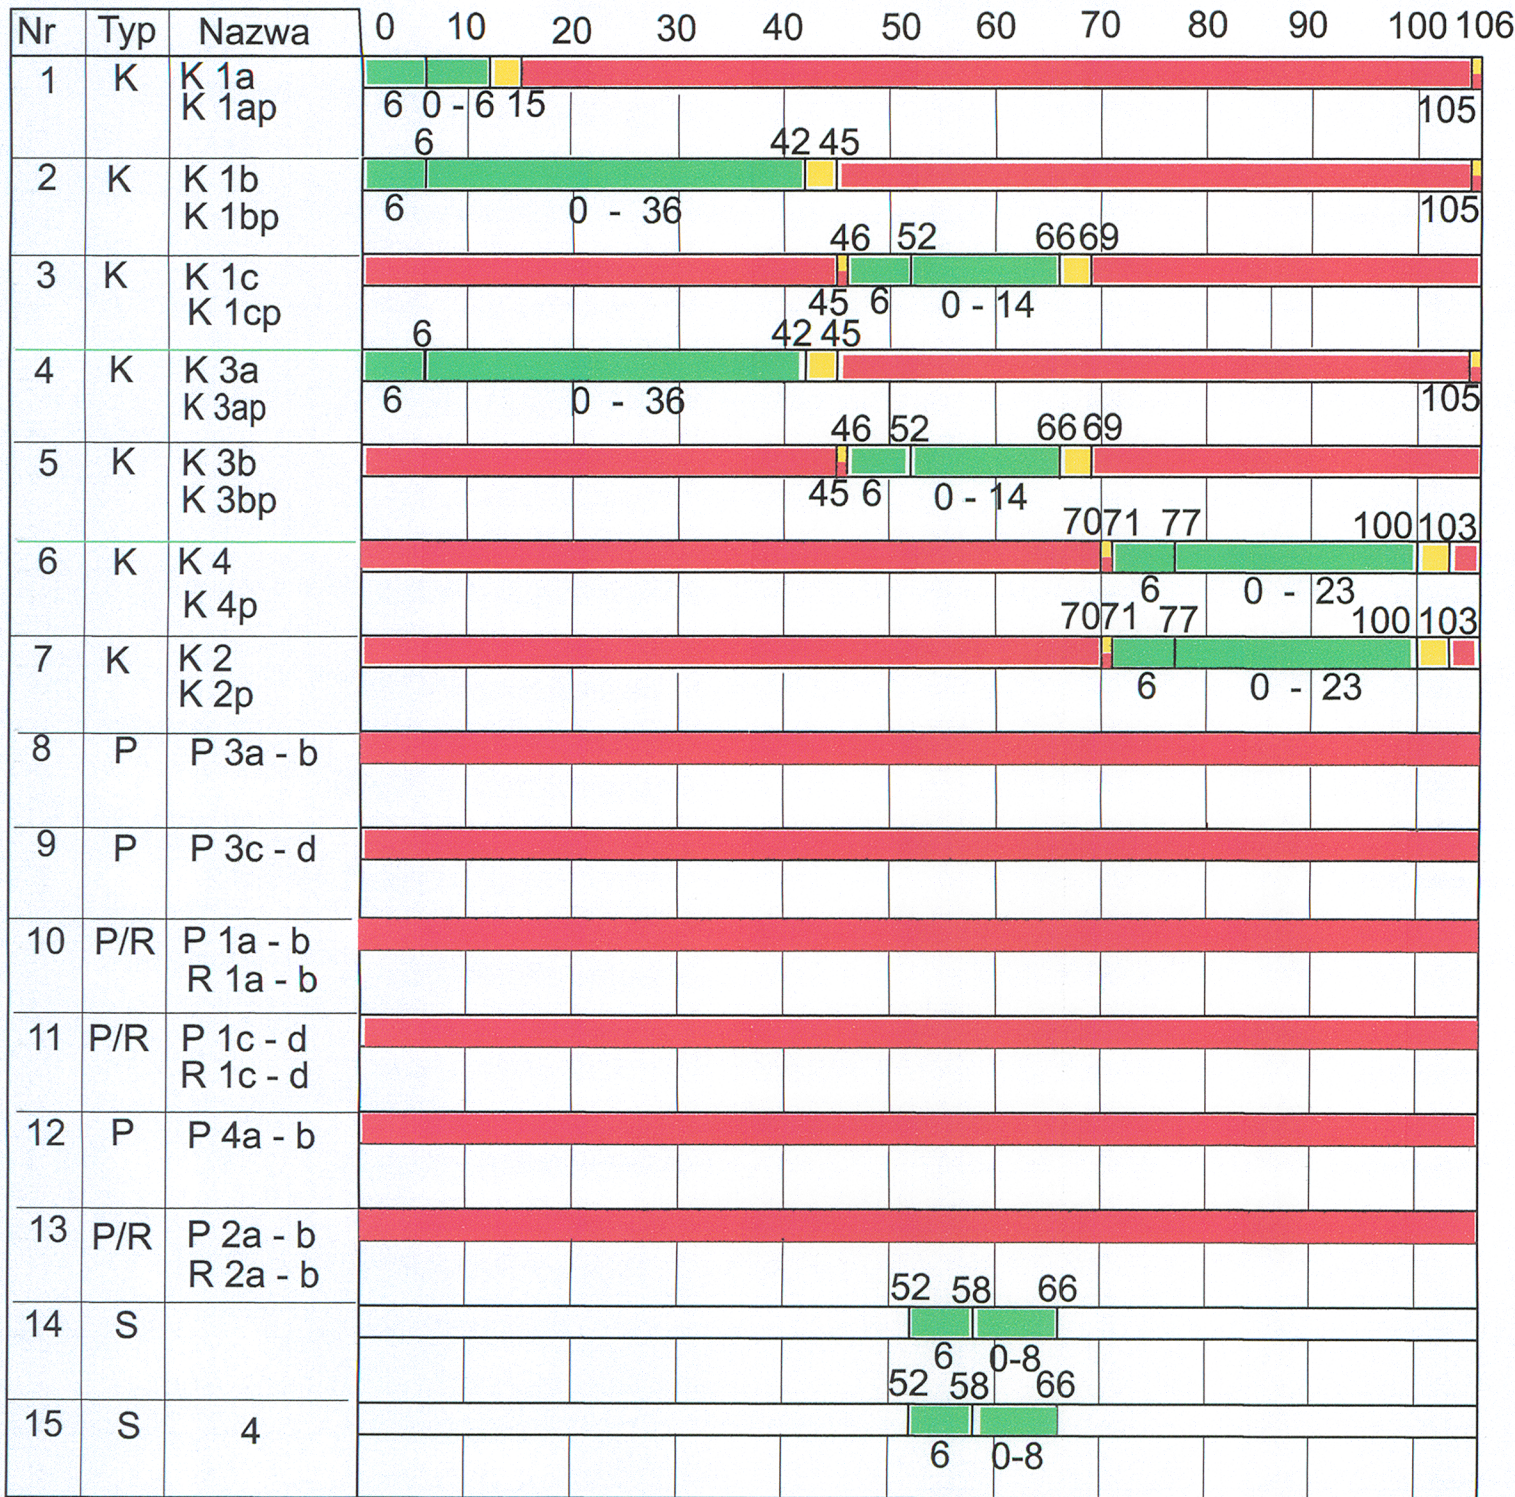 Nr Typ Nazwa 0 10 20 30 40 50 60 70 80 90 100 106
1 K K 1a
K 1ap 6 0 - 6 15 105
6 42 45
2 K K 1b
K 1bp 6 0 - 36 105
46 52 66 69
3 K K 1c
K 1cp 45 6 0 - 14
6 42 45
4 K K 3a
K 3ap 6 0 - 36 105
46 52 66 69
5 K K 3b
K 3bp 45 6 0 - 14
70 71 77 100 103
6 K K 4
K 4p 6 0 - 23
70 71 77 100 103
7 K K 2
K 2p 6 0 - 23
8 P P 3a - b
9 P P 3c - d
10 P/R P 1a - b
R 1a - b
11 P/R P 1c - d
R 1c - d
12 P P 4a - b
13 P/R P 2a - b
R 2a - b
52 58 66
14 S
6 0-8
52 58 66
15 S 4
6 0-8